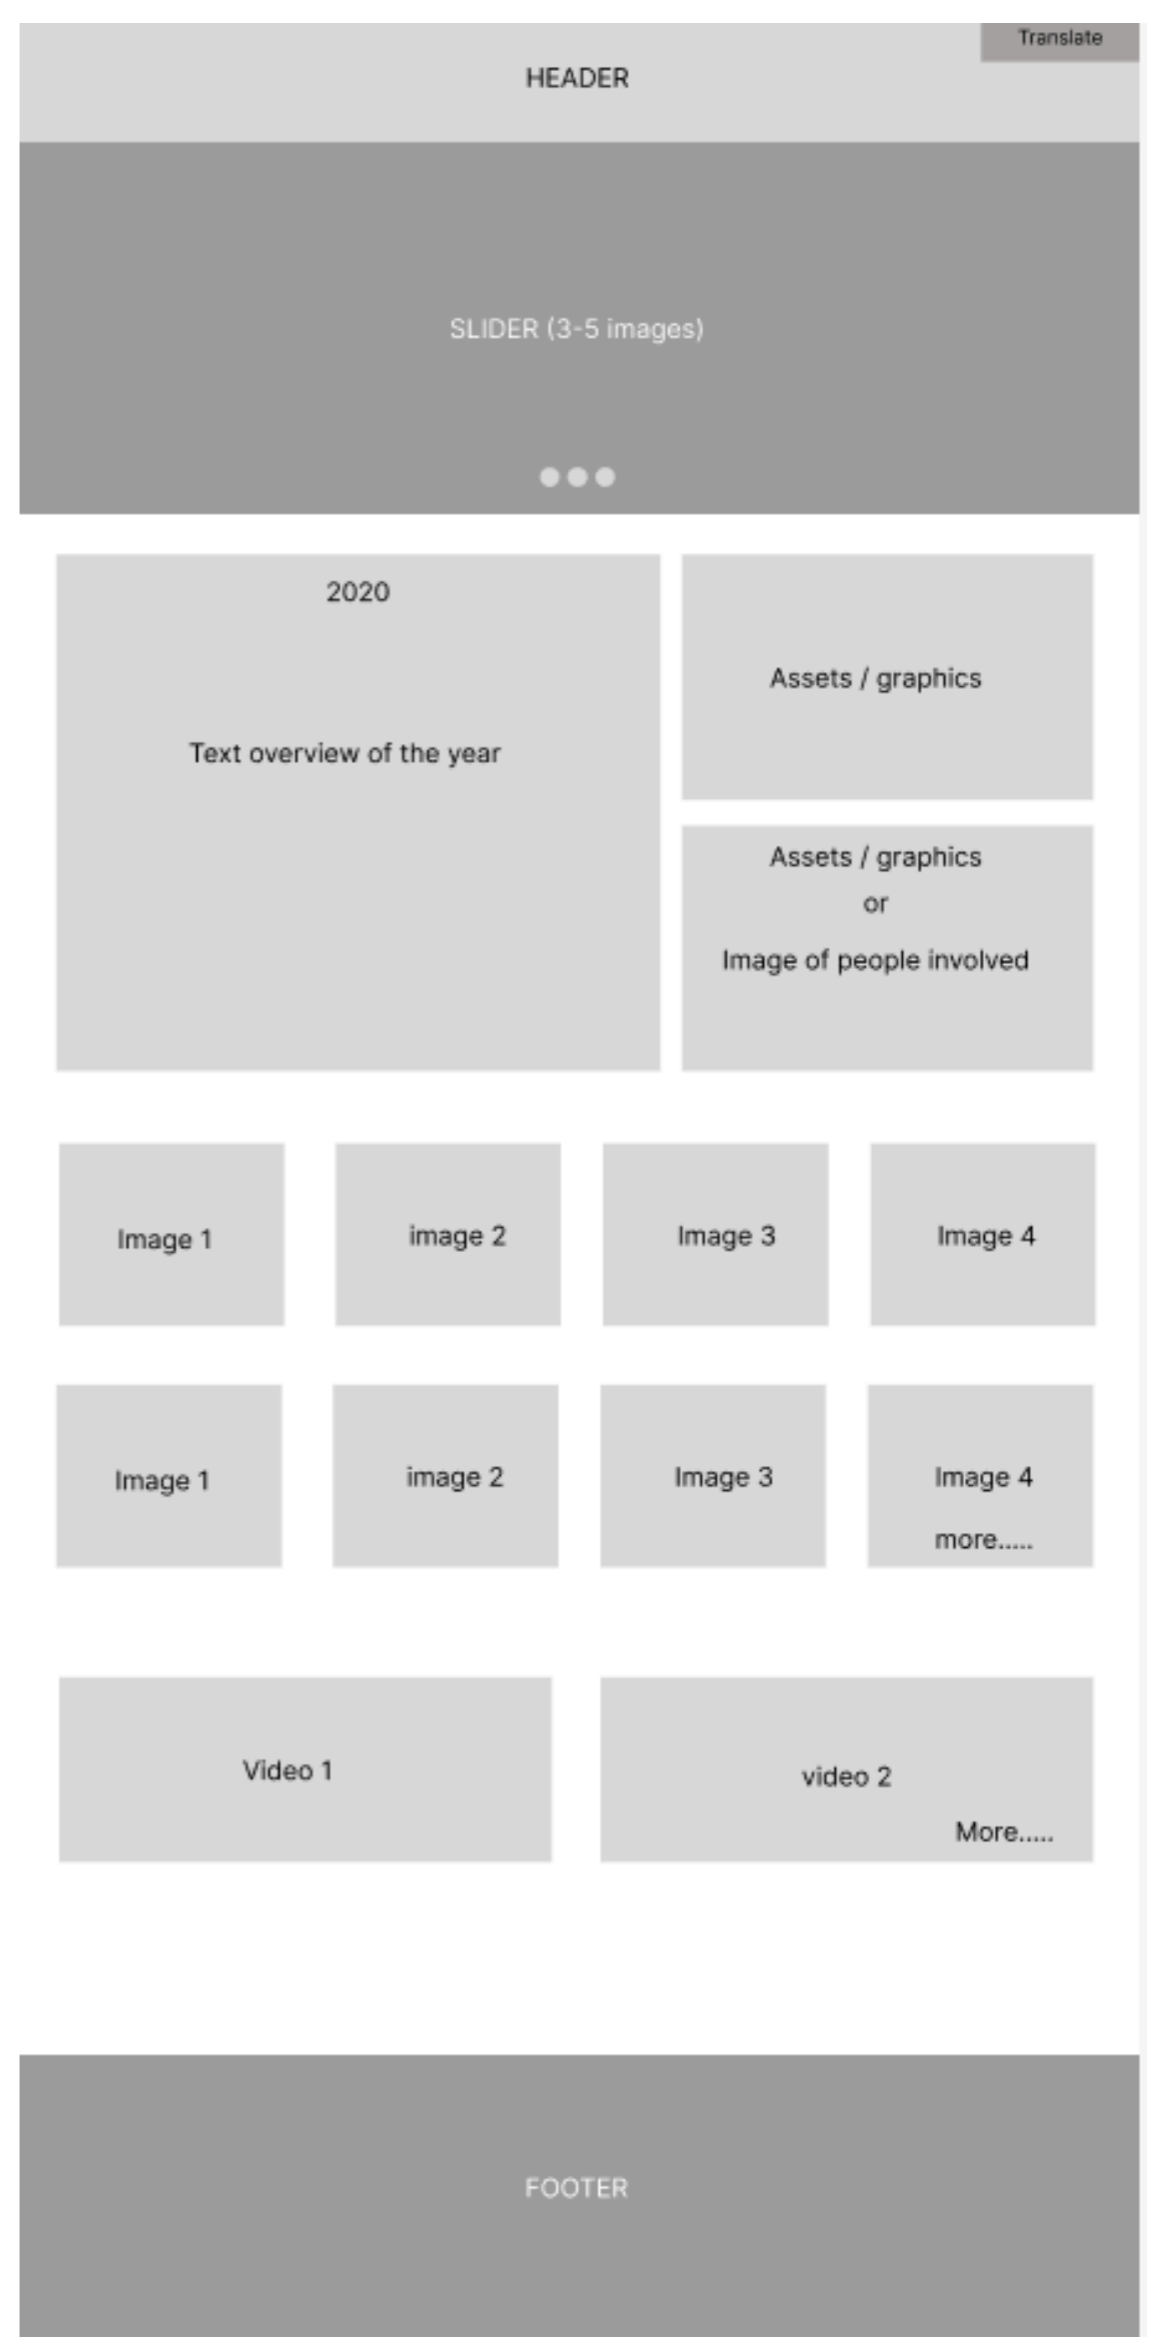 Translate
HEADER
SLIDER (3-5 images)
2020
Text overview of the year
Assets / graphics
Assets / graphics
or
Image of people involved
Image 1
image 2
Image 3
Image 4
Image 1
image 2
Image 3
Image 4
more.....
Video 1
video 2
More.....
FOOTER